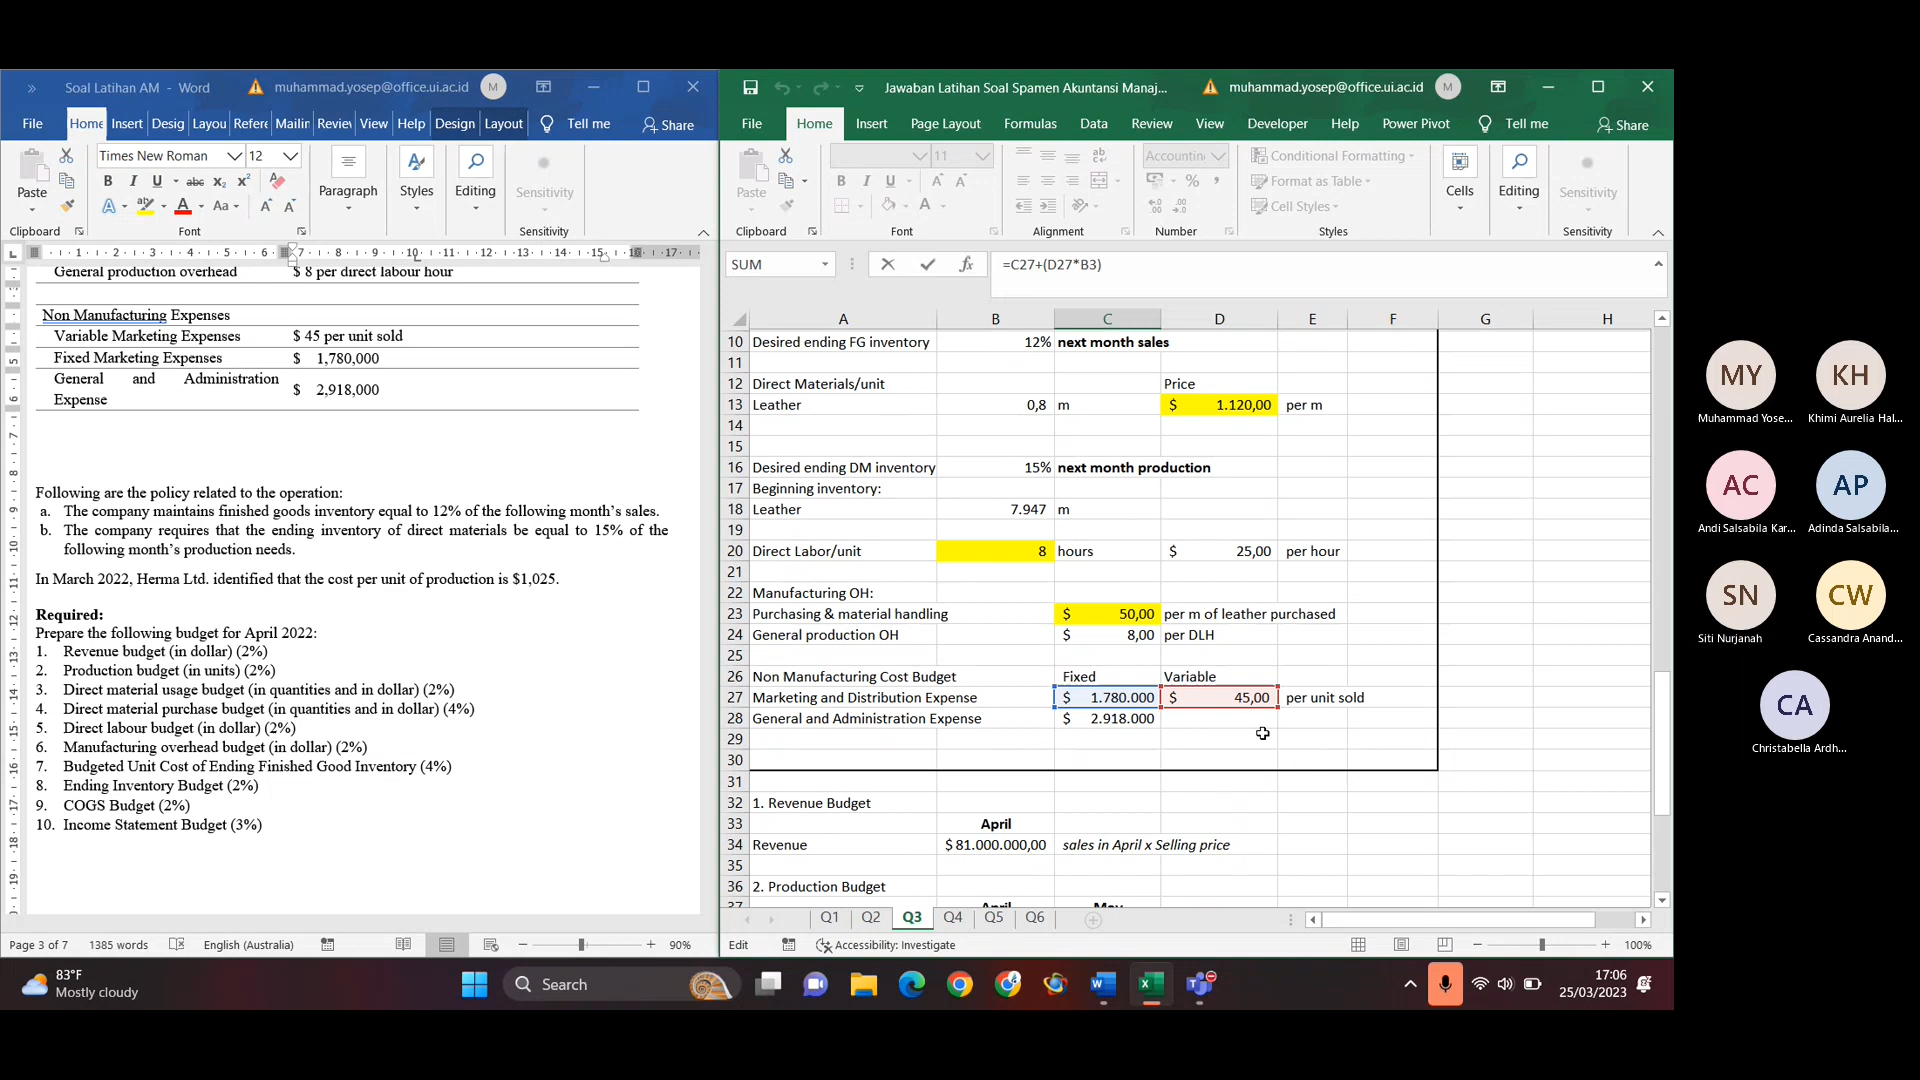 Soal Latihan AM - Word
muhammad.yosep@office.ui.ac.id
M
File Home Insert Desig Layou Refere Mailin Review View Help Design Layout Tell me Share
Times New Roman 12
Paste
Paragraph Styles Editing Sensitivity
Clipboard Font Sensitivity
General production overhead $ 8 per direct labour hour
Non Manufacturing Expenses
Variable Marketing Expenses $ 45 per unit sold
Fixed Marketing Expenses $ 1,780,000
General and Administration
Expense $ 2,918,000
Following are the policy related to the operation:
a. The company maintains finished goods inventory equal to 12% of the following month's sales.
b. The company requires that the ending inventory of direct materials be equal to 15% of the
following month's production needs.
In March 2022, Herma Ltd. identified that the cost per unit of production is $1,025.
Required:
Prepare the following budget for April 2022:
1. Revenue budget (in dollar) (2%)
2. Production budget (in units) (2%)
3. Direct material usage budget (in quantities and in dollar) (2%)
4. Direct material purchase budget (in quantities and in dollar) (4%)
5. Direct labour budget (in dollar) (2%)
6. Manufacturing overhead budget (in dollar) (2%)
7. Budgeted Unit Cost of Ending Finished Good Inventory (4%)
8. Ending Inventory Budget (2%)
9. COGS Budget (2%)
10. Income Statement Budget (3%)
Page 3 of 7 1385 words English (Australia) 90%
Jawaban Latihan Soal Spamen Akuntansi Manaj...
muhammad.yosep@office.ui.ac.id
M
File Home Insert Page Layout Formulas Data Review View Developer Help Power Pivot Tell me Share
Paste
11
Accounting
Conditional Formatting
Format as Table
Cell Styles
Cells Editing Sensitivity
Clipboard Font Alignment Number Styles Sensitivity
SUM fx =C27+(D27*B3)
A B C D E F G H
10 Desired ending FG inventory 12% next month sales
11
12 Direct Materials/unit Price
13 Leather 0,8 m $ 1.120,00 per m
14
15
16 Desired ending DM inventory 15% next month production
17 Beginning inventory:
18 Leather 7.947 m
19
20 Direct Labor/unit 8 hours $ 25,00 per hour
21
22 Manufacturing OH:
23 Purchasing & material handling $ 50,00 per m of leather purchased
24 General production OH $ 8,00 per DLH
25
26 Non Manufacturing Cost Budget Fixed Variable
27 Marketing and Distribution Expense $ 1.780.000 $ 45,00 per unit sold
28 General and Administration Expense $ 2.918.000
29
30
31
32 1. Revenue Budget
33 April
34 Revenue $ 81.000.000,00 sales in April x Selling price
35
36 2. Production Budget
37 April May
Q1 Q2 Q3 Q4 Q5 Q6
Edit Accessibility: Investigate 100%
MY
Muhammad Yose...
KH
Khimi Aurelia Hal...
AC
Andi Salsabila Kar...
AP
Adinda Salsabila...
SN
Siti Nurjanah
CW
Cassandra Anand...
CA
Christabella Ardh...
83°F
Mostly cloudy
Search
17:06
25/03/2023